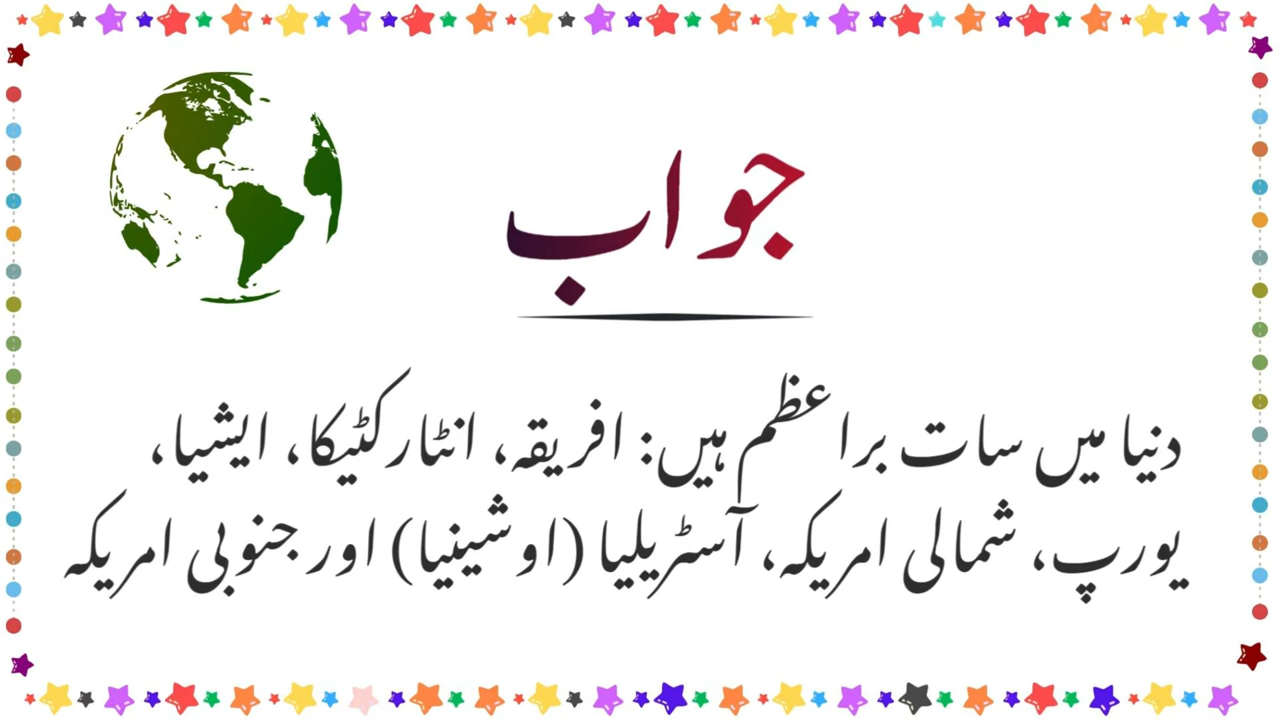 جواب
دنیا میں سات براعظم ہیں: افریقہ، انٹارکٹیکا، ایشیا،
یورپ، شمالی امریکہ، آسٹریلیا (اوشینیا) اور جنوبی امریکہ